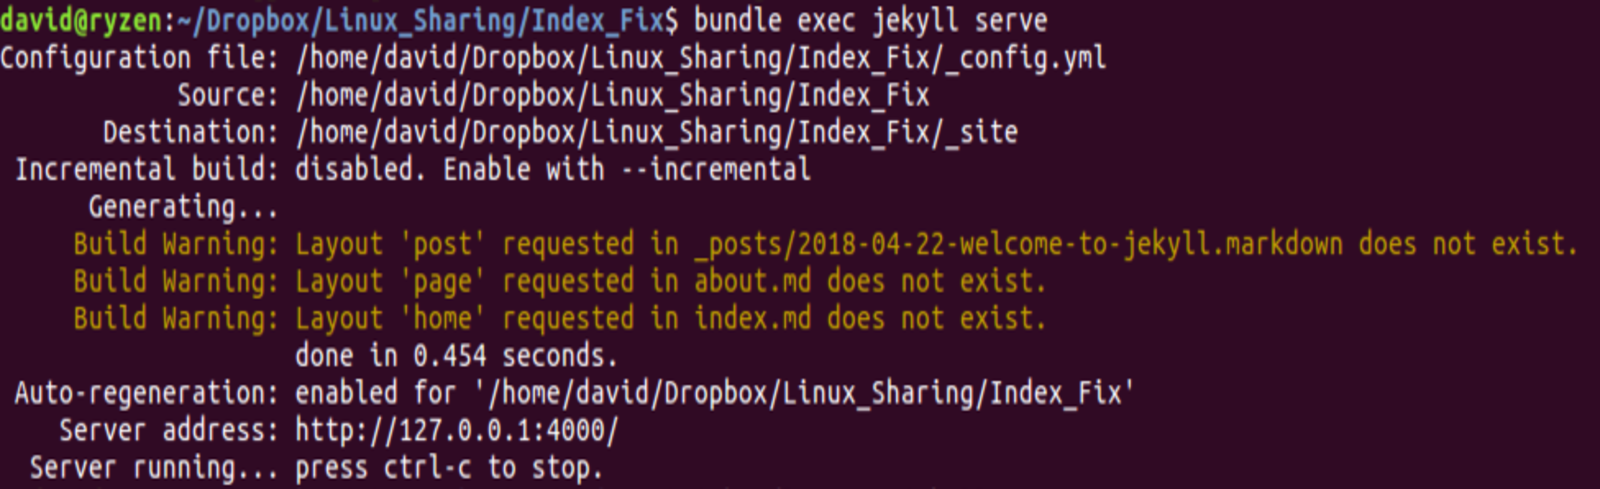 david@ryzen:~/Dropbox/Linux_Sharing/Index_Fix$ bundle exec jekyll serve
Configuration file: /home/david/Dropbox/Linux_Sharing/Index_Fix/_config.yml
Source: /home/david/Dropbox/Linux_Sharing/Index_Fix
Destination: /home/david/Dropbox/Linux_Sharing/Index_Fix/_site
Incremental build: disabled. Enable with --incremental
Generating...
Build Warning: Layout 'post' requested in _posts/2018-04-22-welcome-to-jekyll.markdown does not exist.
Build Warning: Layout 'page' requested in about.md does not exist.
Build Warning: Layout 'home' requested in index.md does not exist.
done in 0.454 seconds.
Auto-regeneration: enabled for '/home/david/Dropbox/Linux_Sharing/Index_Fix'
Server address: http://127.0.0.1:4000/
Server running... press ctrl-c to stop.